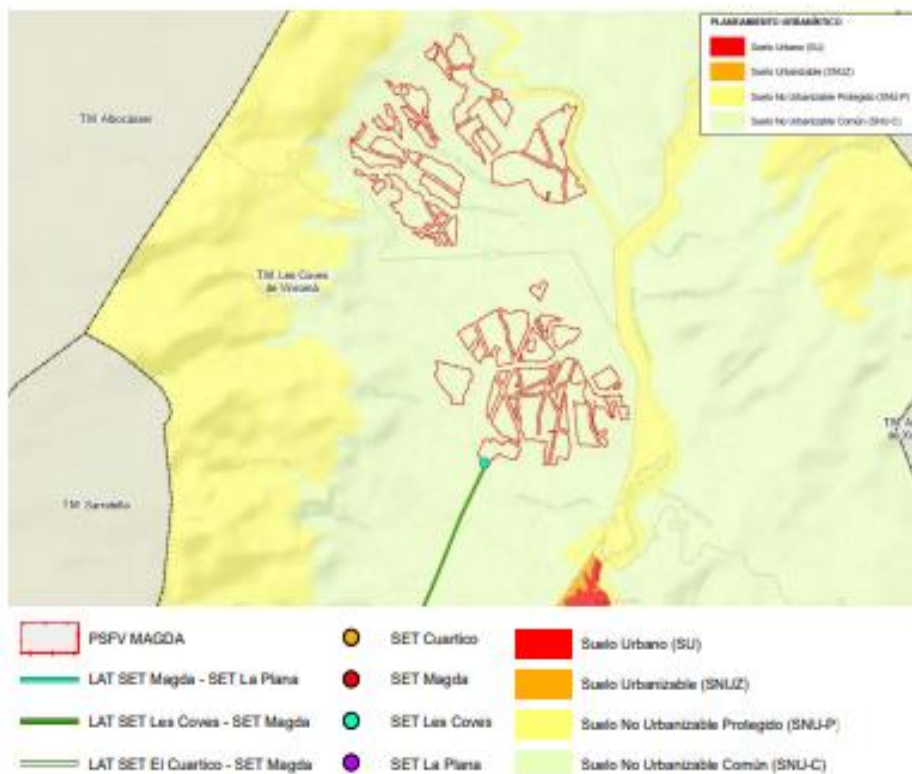 PLANEAMIENTO URBANÍSTICO
Suelo Urbano (SU)
Suelo Urbanizable (SNUZ)
Suelo No Urbanizable Protegido (SNU-P)
Suelo No Urbanizable Común (SNU-C)
T.M. Albocàsser
T.M. Les Coves
de Vinromà
T.M. Sarratella
PSFV MAGDA
LAT SET Magda - SET La Plana
LAT SET Les Coves - SET Magda
LAT SET El Cuartico - SET Magda
SET Cuartico
SET Magda
SET Les Coves
SET La Plana
Suelo Urbano (SU)
Suelo Urbanizable (SNUZ)
Suelo No Urbanizable Protegido (SNU-P)
Suelo No Urbanizable Común (SNU-C)